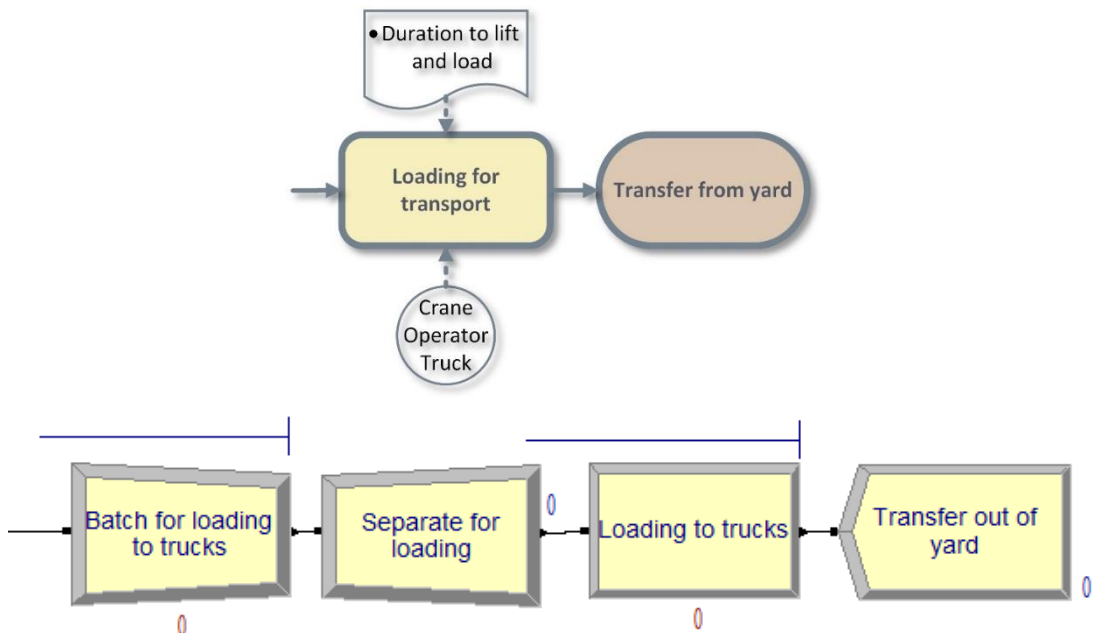 • Duration to lift
and load
Loading for
transport
Transfer from yard
Crane
Operator
Truck
Batch for loading
to trucks
0
Separate for
loading
0
Loading to trucks
0
Transfer out of
yard
0